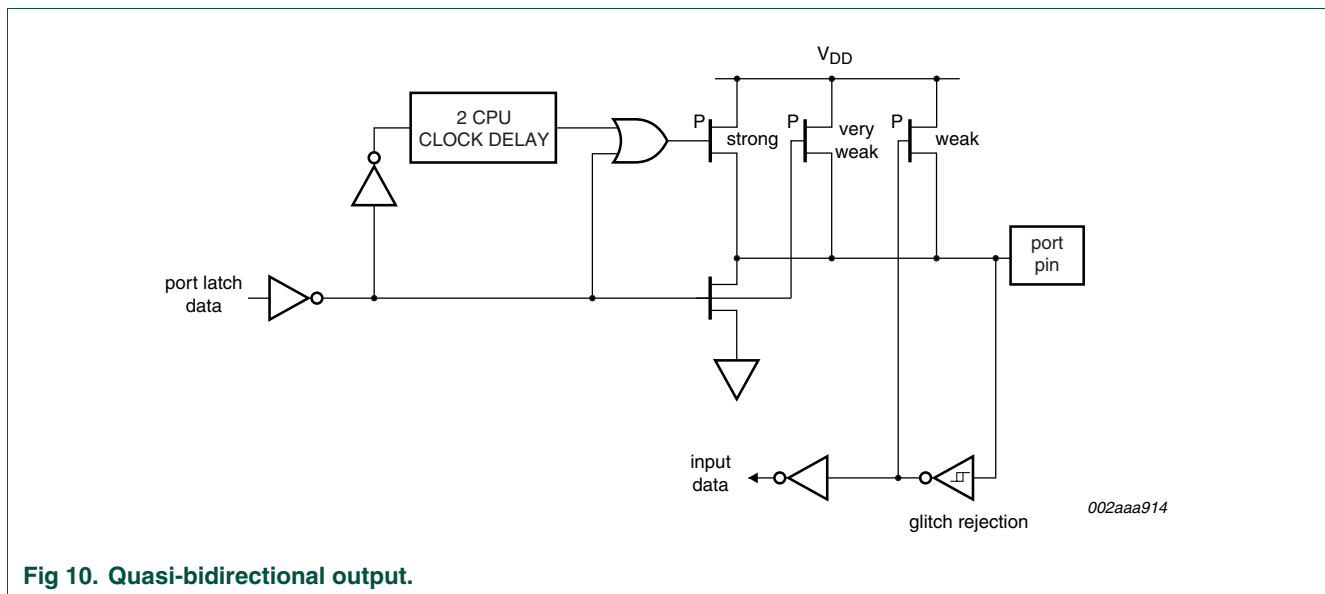 V_DD
2 CPU
CLOCK DELAY
P
strong
P
very
weak
P
weak
port
pin
port latch
data
input
data
glitch rejection
002aaa914
Fig 10. Quasi-bidirectional output.